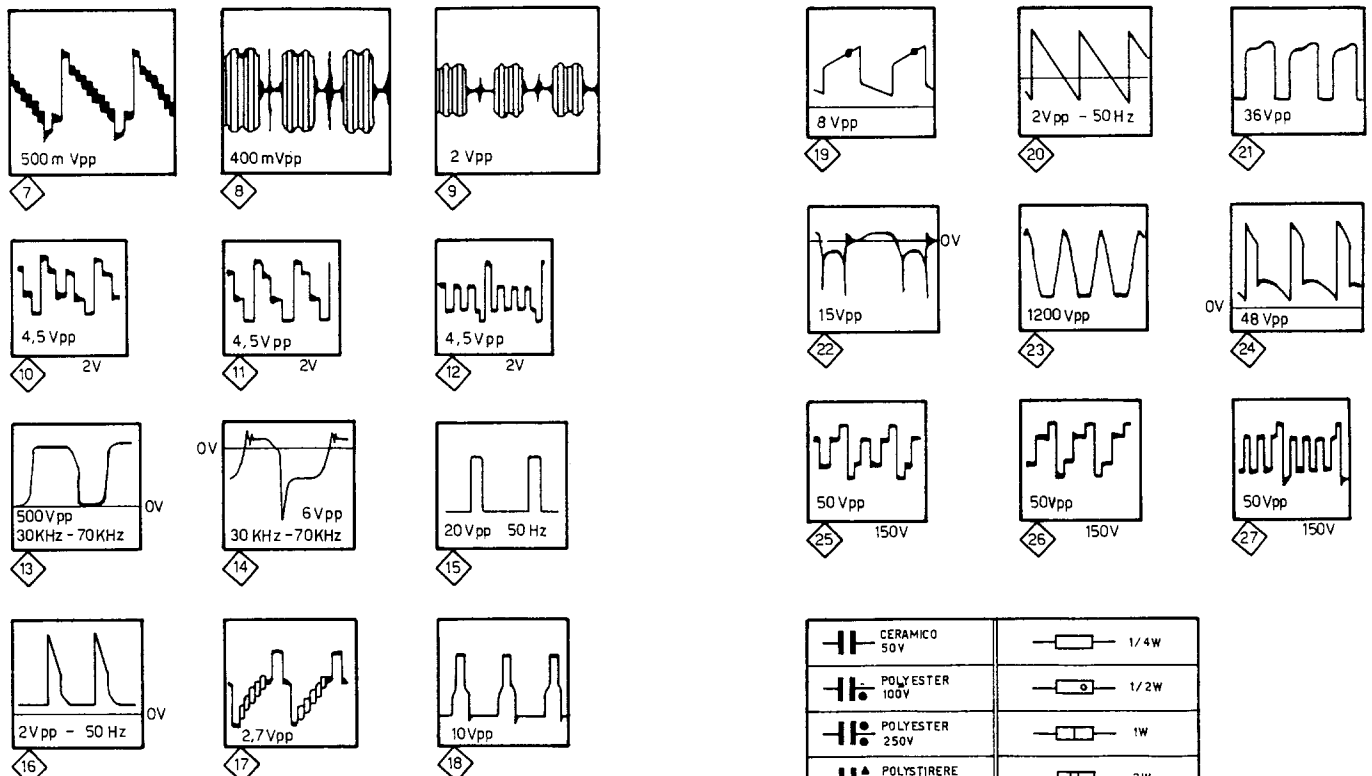 500 m Vpp
7
400 mVpp
8
2 Vpp
9
4,5 Vpp
10
2V
4,5 Vpp
11
2V
4,5 Vpp
12
2V
500 Vpp
30KHz - 70KHz
0V
13
0V
6 Vpp
30 KHz - 70KHz
14
20 Vpp 50 Hz
15
2Vpp - 50 Hz
0V
16
2,7 Vpp
17
10Vpp
18
8 Vpp
19
2Vpp - 50 Hz
20
36Vpp
21
15Vpp
0V
22
1200 Vpp
23
0V
48 Vpp
24
50 Vpp
25
150V
50Vpp
26
150V
50 Vpp
27
150V
CERAMICO
50V
1/4W
POLYESTER
100V
1/2W
POLYESTER
250V
1W
POLYSTIRERE